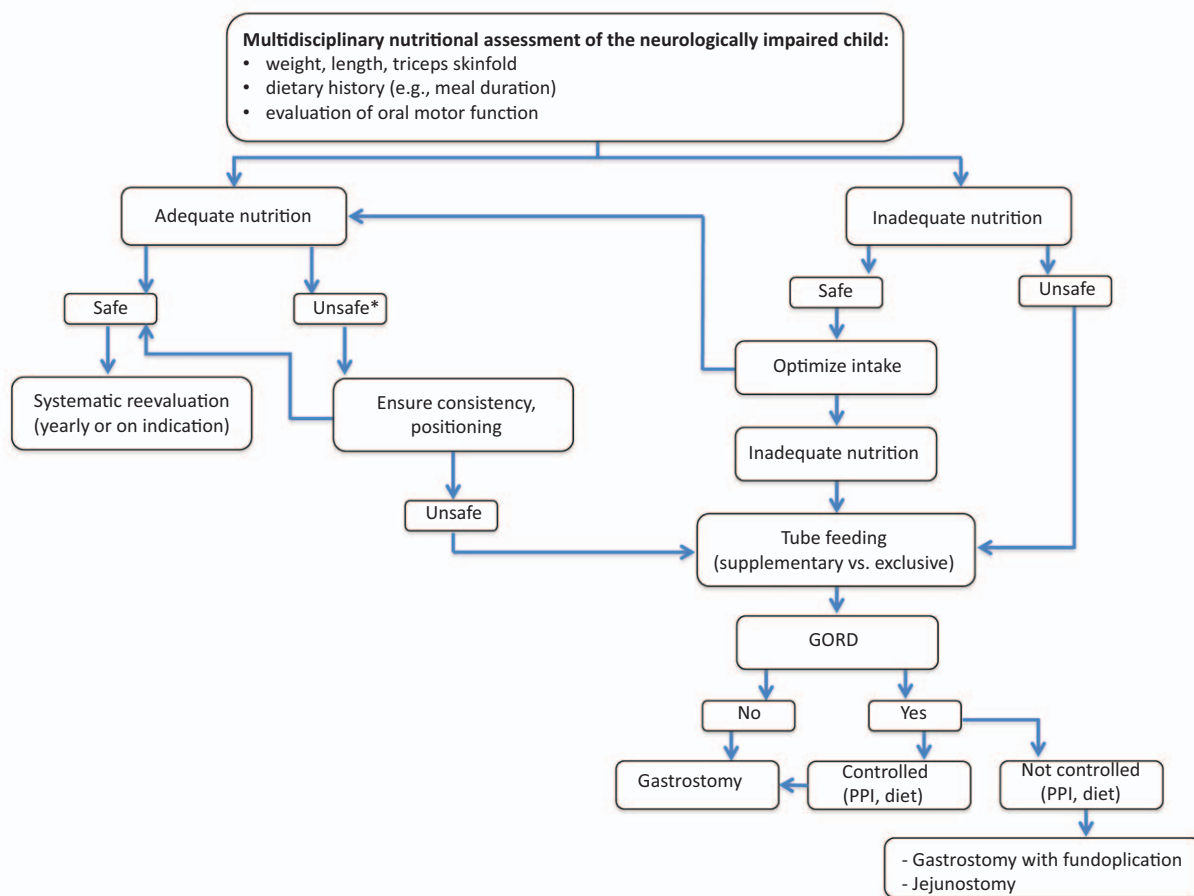 Multidisciplinary nutritional assessment of the neurologically impaired child:
• weight, length, triceps skinfold
• dietary history (e.g., meal duration)
• evaluation of oral motor function
Adequate nutrition
Inadequate nutrition
Safe
Unsafe*
Safe
Unsafe
Systematic reevaluation
(yearly or on indication)
Ensure consistency,
positioning
Optimize intake
Inadequate nutrition
Unsafe
Tube feeding
(supplementary vs. exclusive)
GORD
No
Yes
Gastrostomy
Controlled
(PPI, diet)
Not controlled
(PPI, diet)
- Gastrostomy with fundoplication
- Jejunostomy